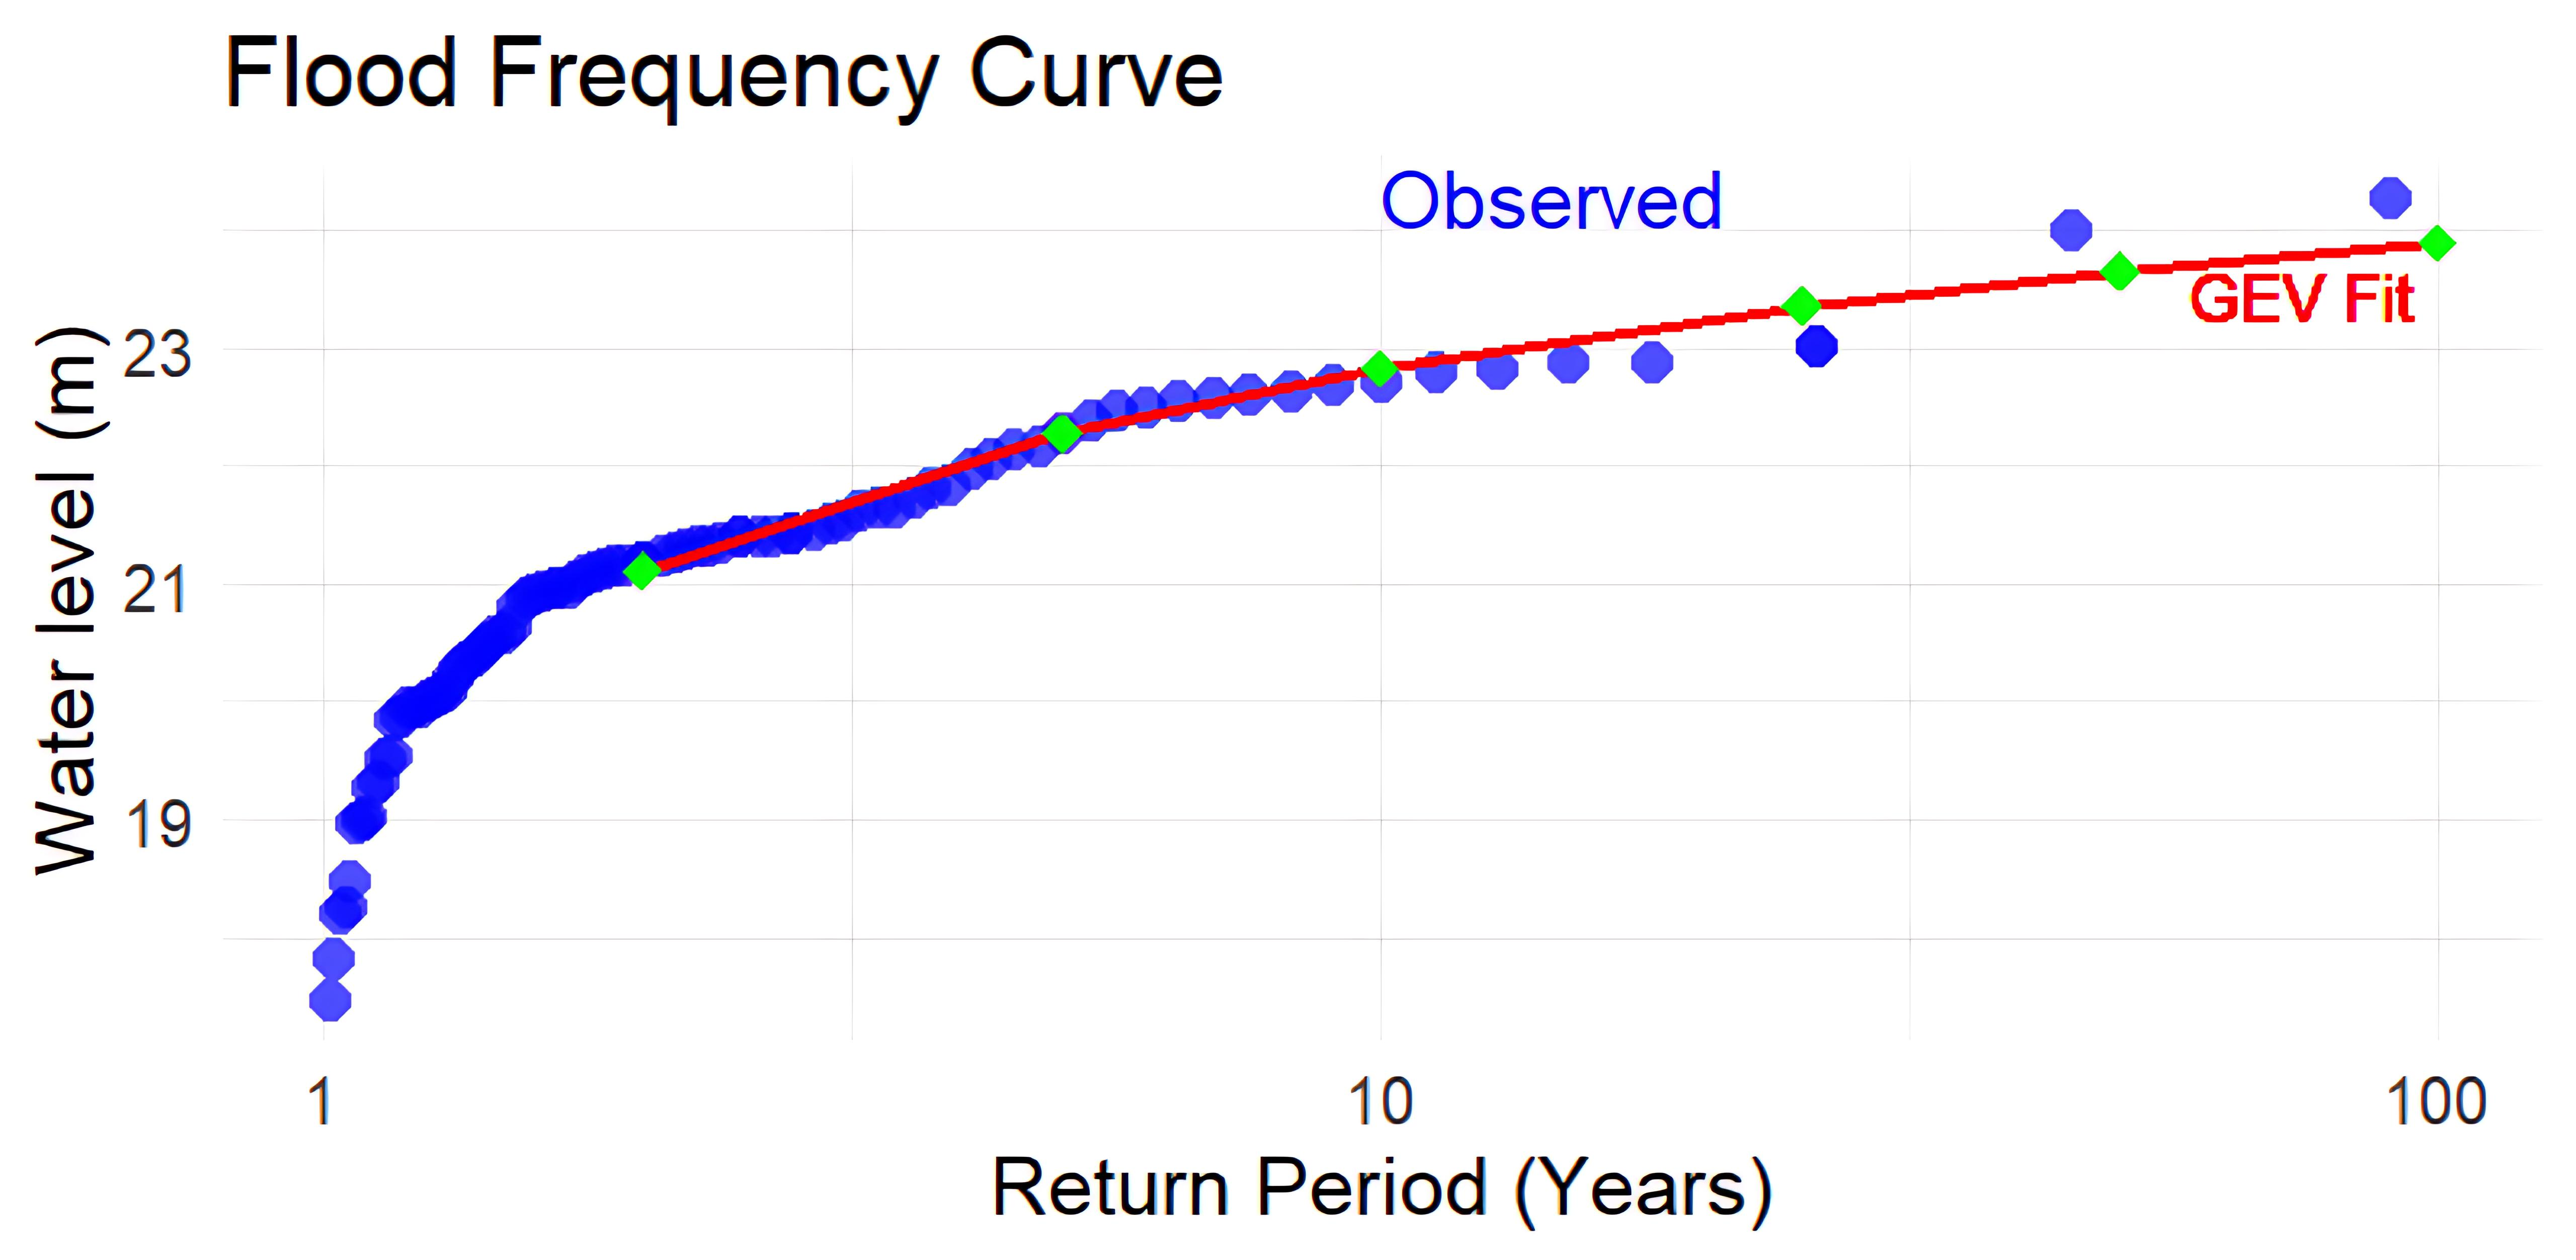 Flood Frequency Curve
Observed
GEV Fit
Water level (m)
23
21
19
1
10
100
Return Period (Years)